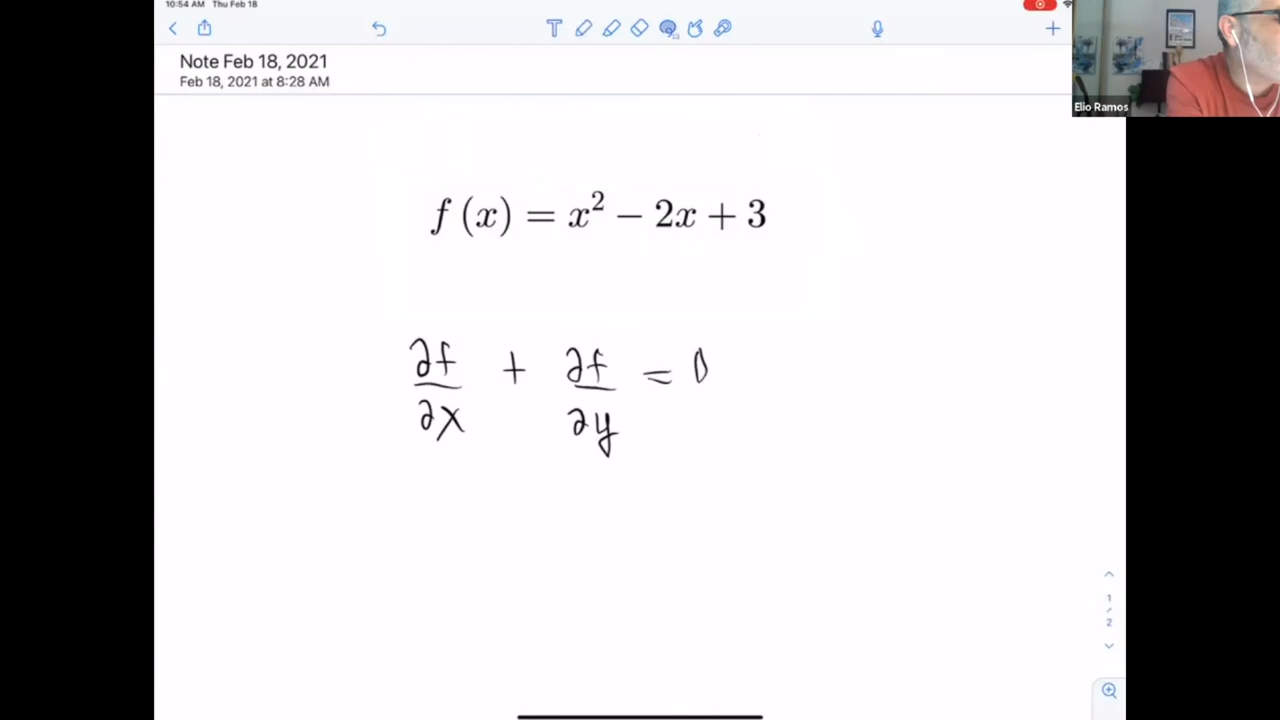 10:54 AM Thu Feb 18
Note Feb 18, 2021
Feb 18, 2021 at 8:28 AM
Elio Ramos
f (x) = x² − 2x + 3
∂f/∂x + ∂f/∂y = 0
1
/
2